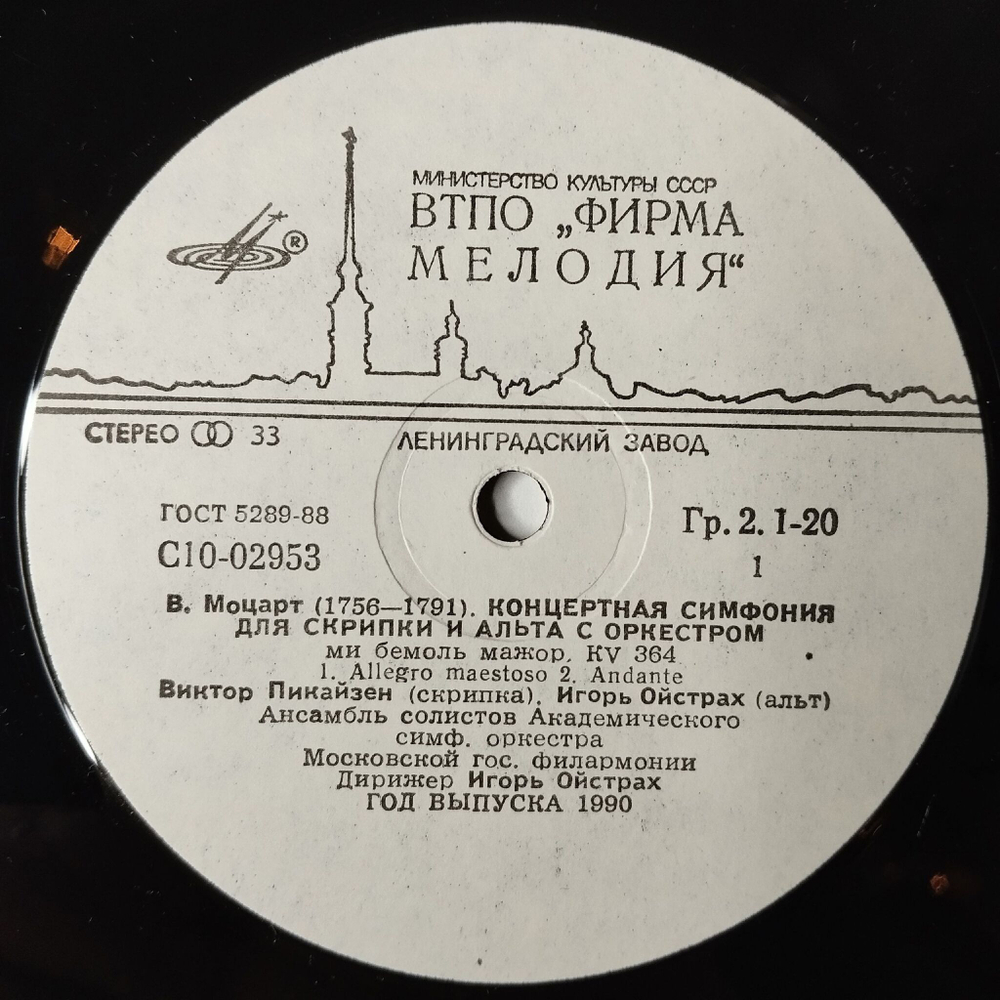 МИНИСТЕРСТВО КУЛЬТУРЫ СССР
ВТПО „ФИРМА
МЕЛОДИЯ“
®
СТЕРЕО 33
ЛЕНИНГРАДСКИЙ ЗАВОД
ГОСТ 5289-88
Гр. 2. 1-20
С10-02953
1
В. Моцарт (1756—1791). КОНЦЕРТНАЯ СИМФОНИЯ
ДЛЯ СКРИПКИ И АЛЬТА С ОРКЕСТРОМ
ми бемоль мажор, KV 364
1. Allegro maestoso 2. Andante
Виктор Пикайзен (скрипка), Игорь Ойстрах (альт)
Ансамбль солистов Академического
симф. оркестра
Московской гос. филармонии
Дирижер Игорь Ойстрах
ГОД ВЫПУСКА 1990